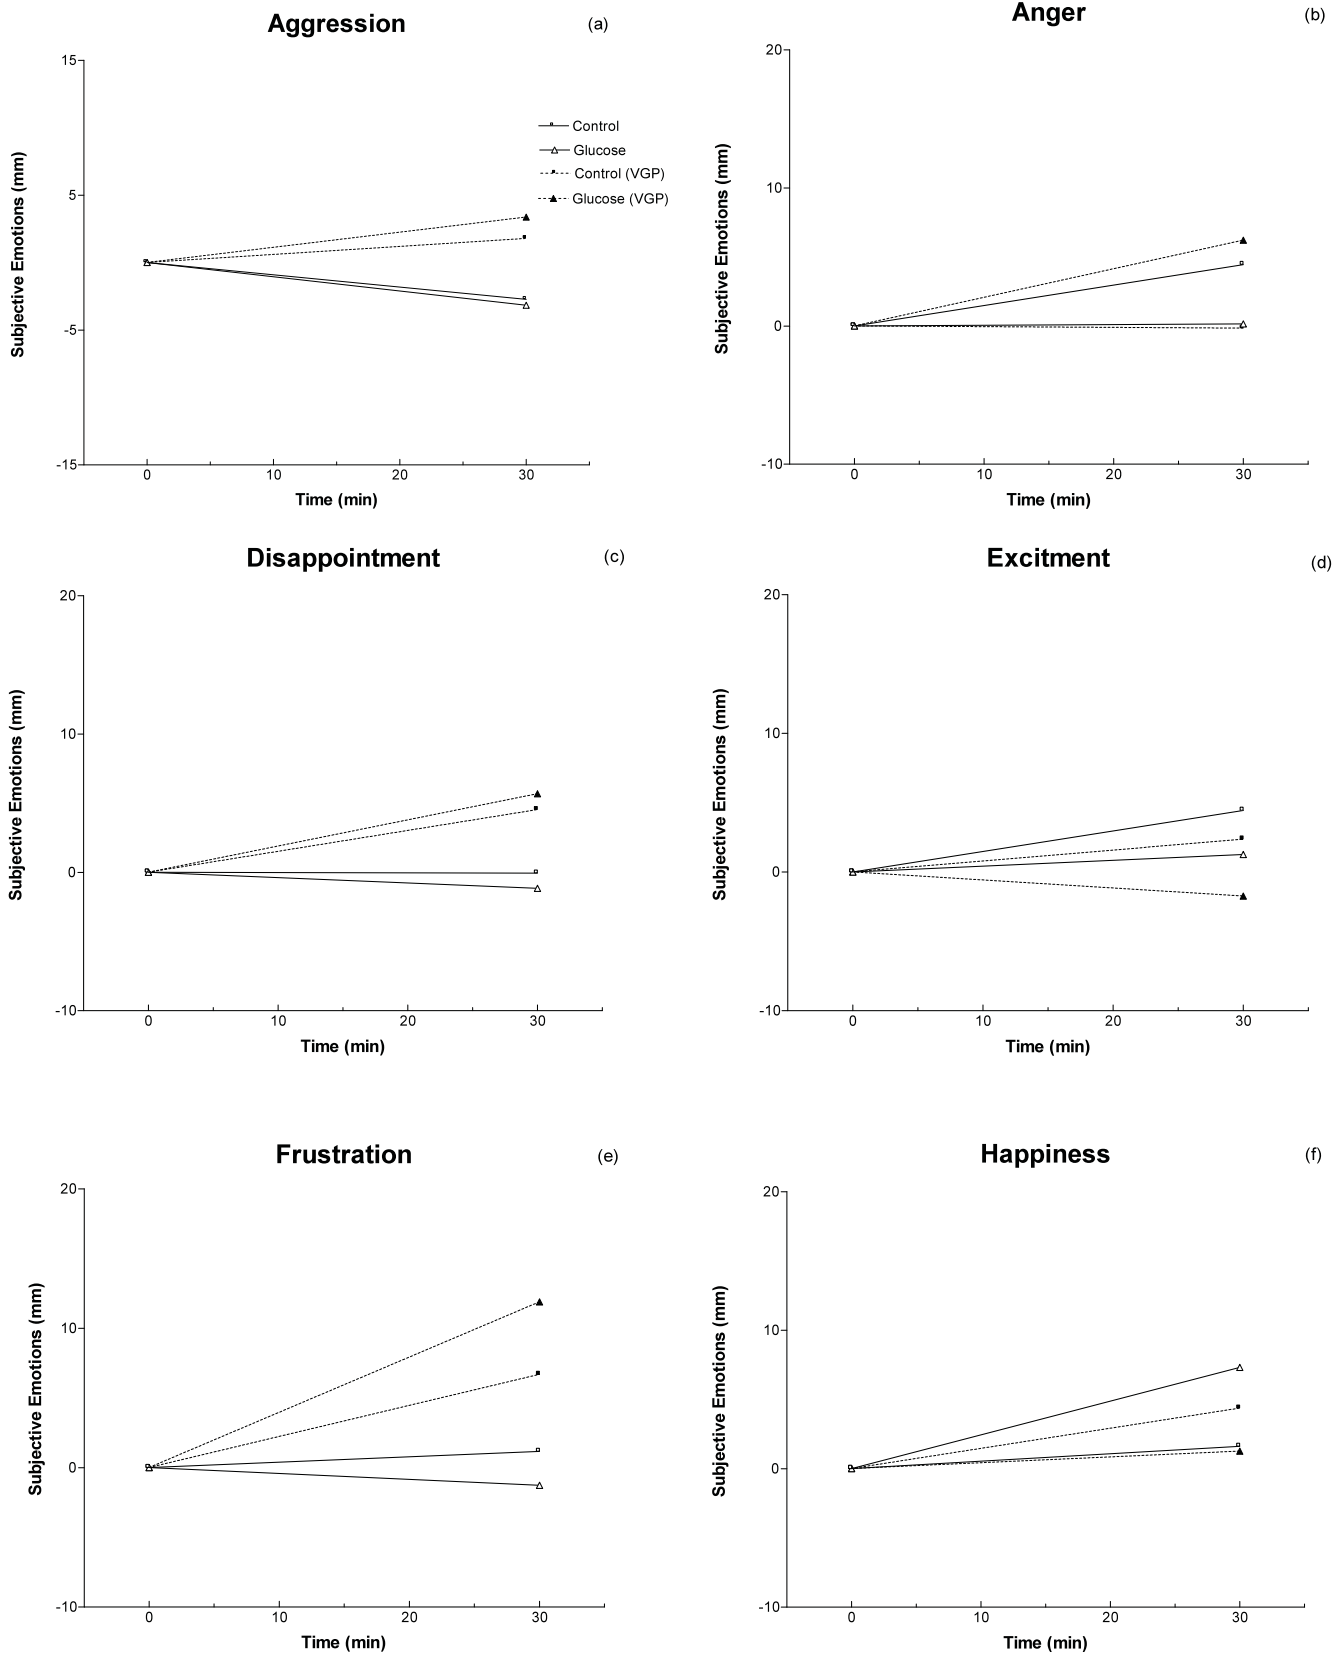 Aggression
(a)
15
5
-5
-15
Subjective Emotions (mm)
0
10
20
30
Time (min)
Control
Glucose
Control (VGP)
Glucose (VGP)
Anger
(b)
20
10
0
-10
Subjective Emotions (mm)
0
10
20
30
Time (min)
Disappointment
(c)
20
10
0
-10
Subjective Emotions (mm)
0
10
20
30
Time (min)
Excitment
(d)
20
10
0
-10
Subjective Emotions (mm)
0
10
20
30
Time (min)
Frustration
(e)
20
10
0
-10
Subjective Emotions (mm)
0
10
20
30
Time (min)
Happiness
(f)
20
10
0
-10
Subjective Emotions (mm)
0
10
20
30
Time (min)